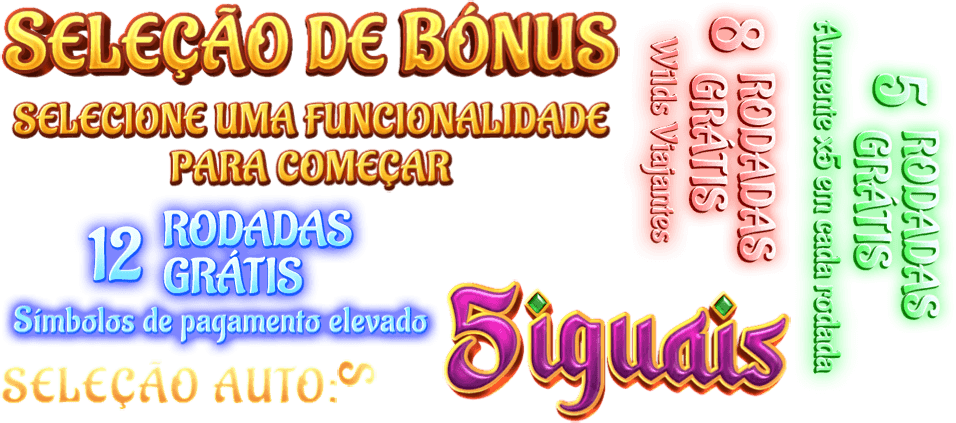 SELEÇÃO DE BÓNUS
SELECIONE UMA FUNCIONALIDADE
PARA COMEÇAR
12 RODADAS
GRÁTIS
Símbolos de pagamento elevado
SELEÇÃO AUTO:
S
5iguais
8 RODADAS
GRÁTIS
Wilds Viajantes
5 RODADAS
GRÁTIS
Aumente x5 em cada rodada